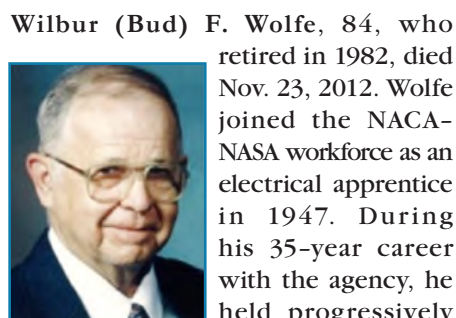 Wilbur (Bud) F. Wolfe, 84, who
retired in 1982, died
Nov. 23, 2012. Wolfe
joined the NACA–
NASA workforce as an
electrical apprentice
in 1947. During
his 35–year career
with the agency, he
held progressively